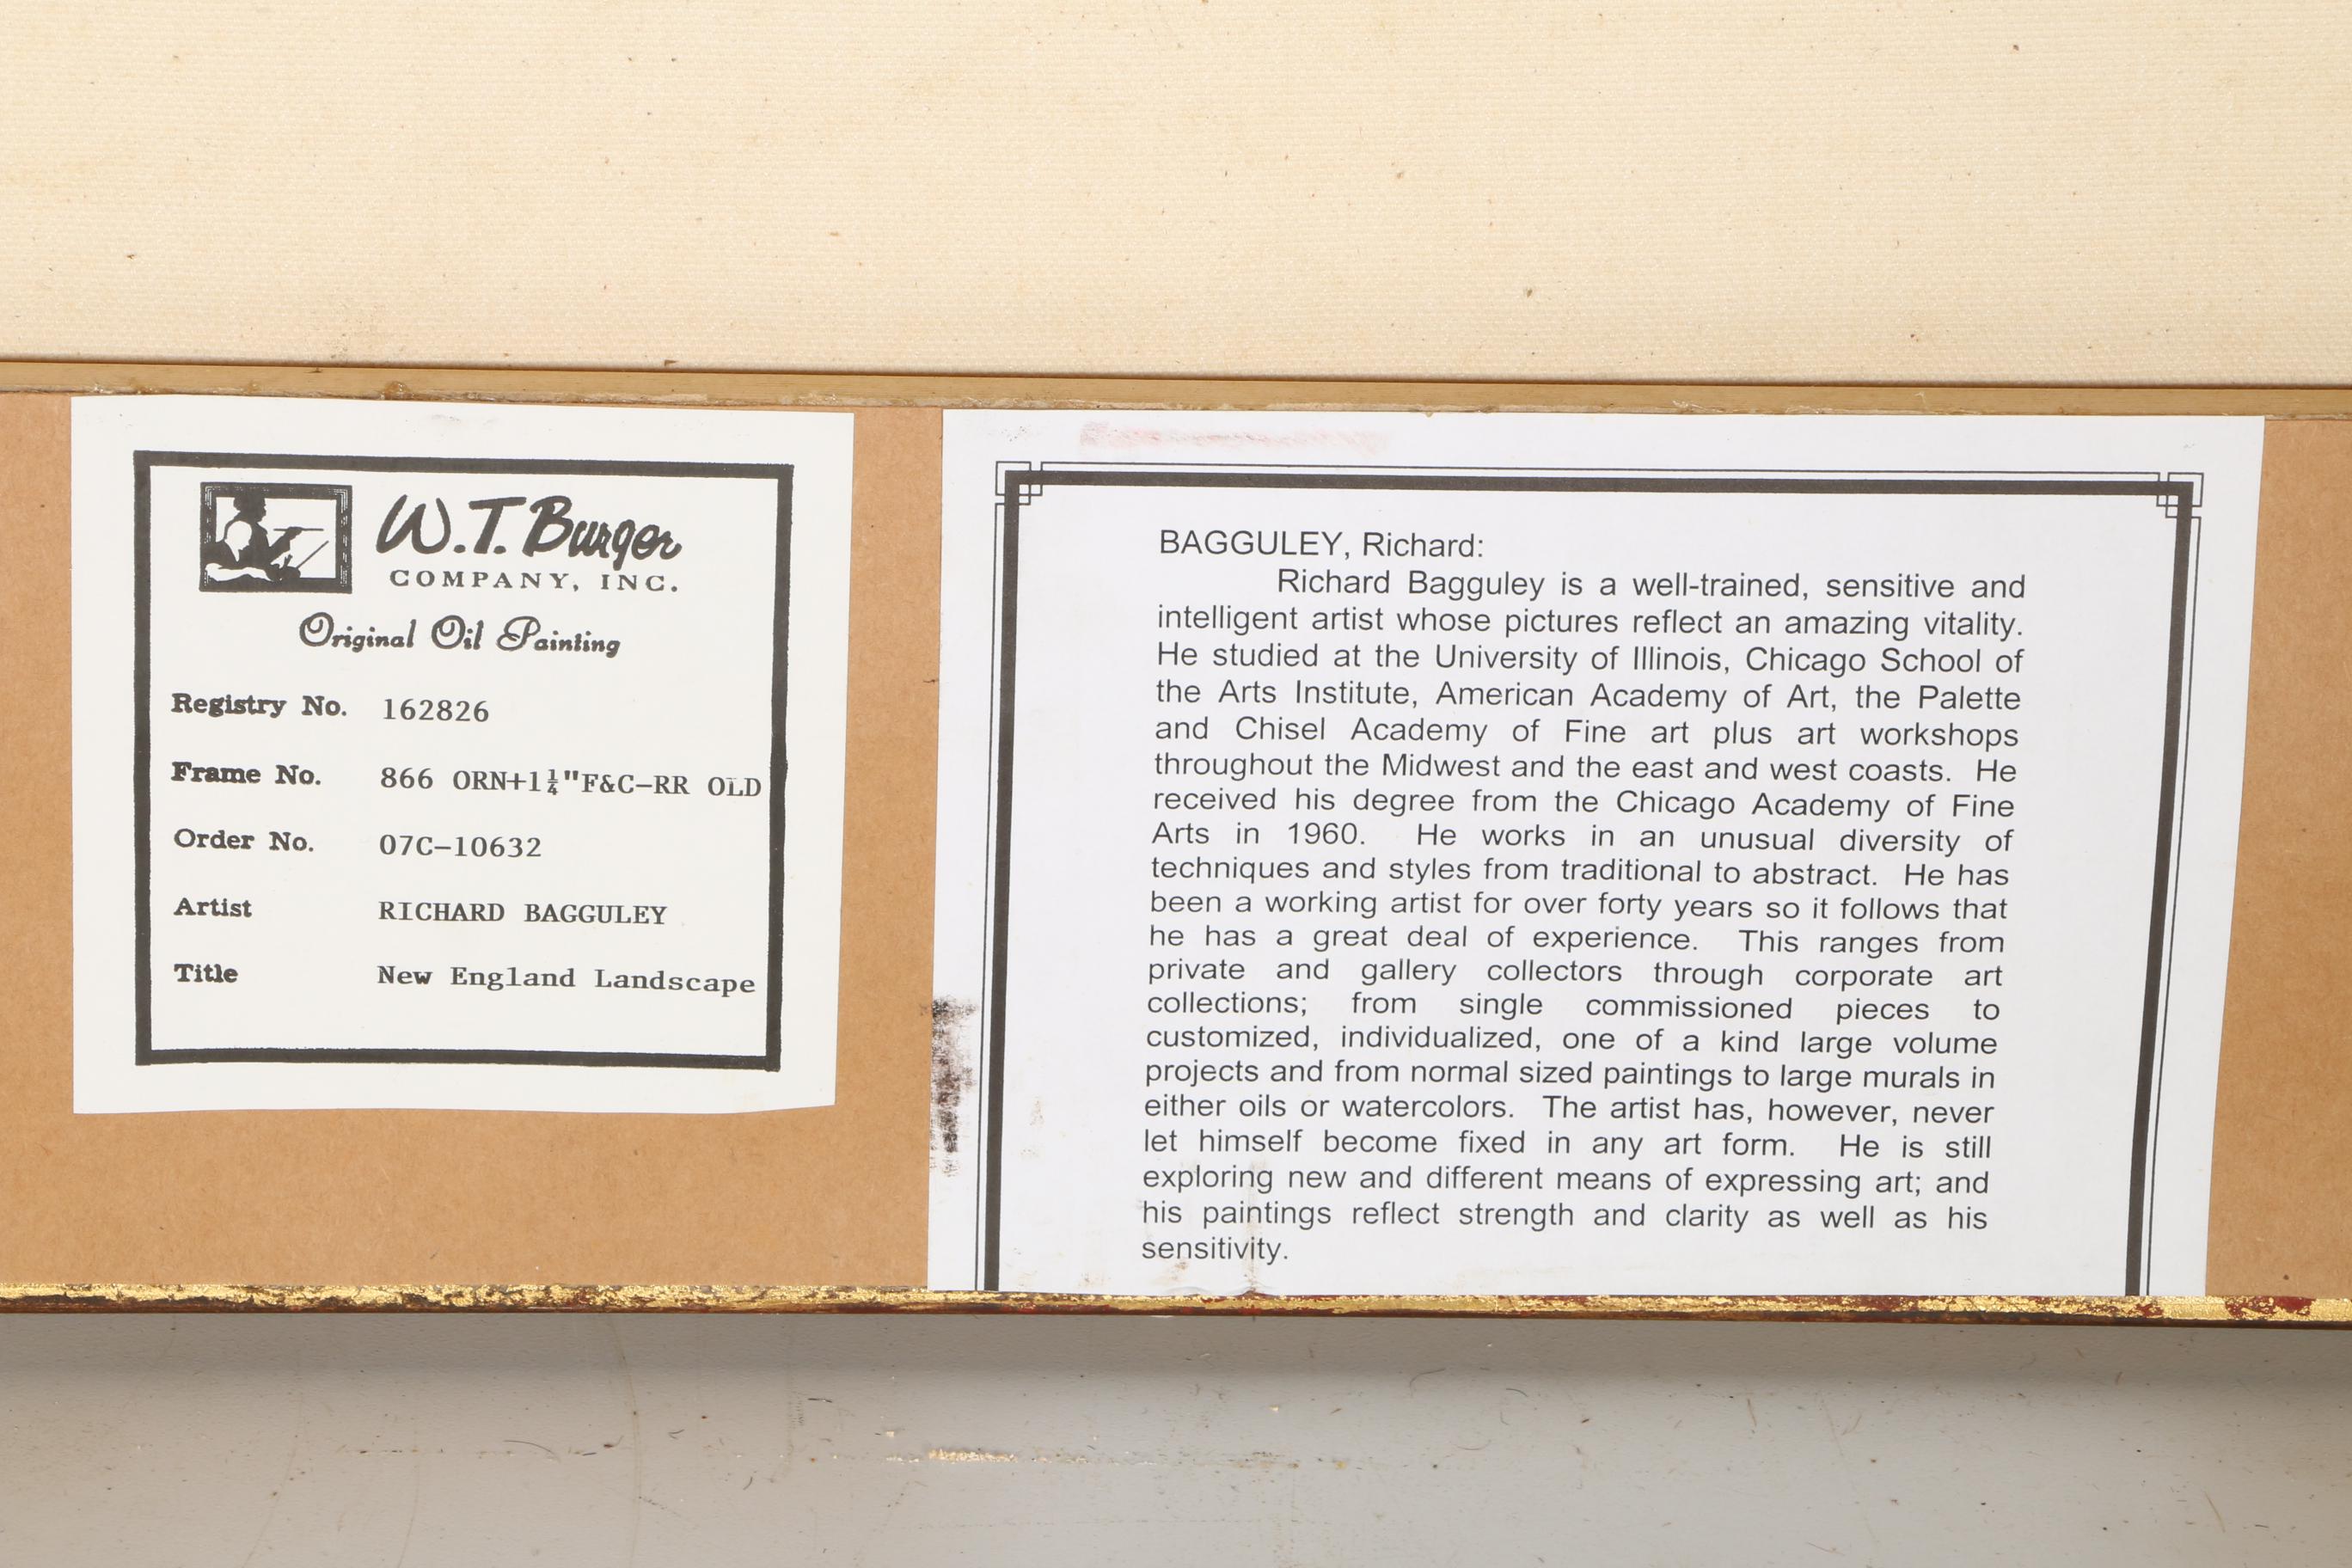 W.T. Burger
COMPANY, INC.
Original Oil Painting
Registry No. 162826
Frame No. 866 ORN+1¼"F&C-RR OLD
Order No. 07C-10632
Artist RICHARD BAGGULEY
Title New England Landscape
BAGGULEY, Richard:
Richard Bagguley is a well-trained, sensitive and
intelligent artist whose pictures reflect an amazing vitality.
He studied at the University of Illinois, Chicago School of
the Arts Institute, American Academy of Art, the Palette
and Chisel Academy of Fine art plus art workshops
throughout the Midwest and the east and west coasts. He
received his degree from the Chicago Academy of Fine
Arts in 1960. He works in an unusual diversity of
techniques and styles from traditional to abstract. He has
been a working artist for over forty years so it follows that
he has a great deal of experience. This ranges from
private and gallery collectors through corporate art
collections; from single commissioned pieces to
customized, individualized, one of a kind large volume
projects and from normal sized paintings to large murals in
either oils or watercolors. The artist has, however, never
let himself become fixed in any art form. He is still
exploring new and different means of expressing art; and
his paintings reflect strength and clarity as well as his
sensitivity.